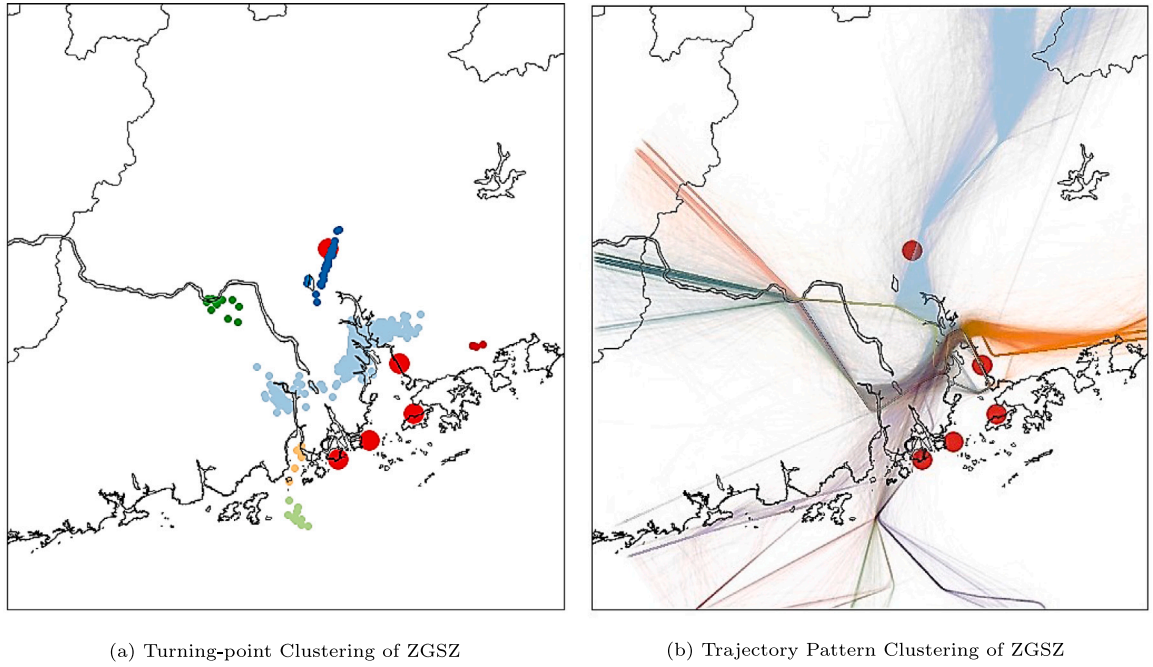 (a) Turning-point Clustering of ZGSZ
(b) Trajectory Pattern Clustering of ZGSZ